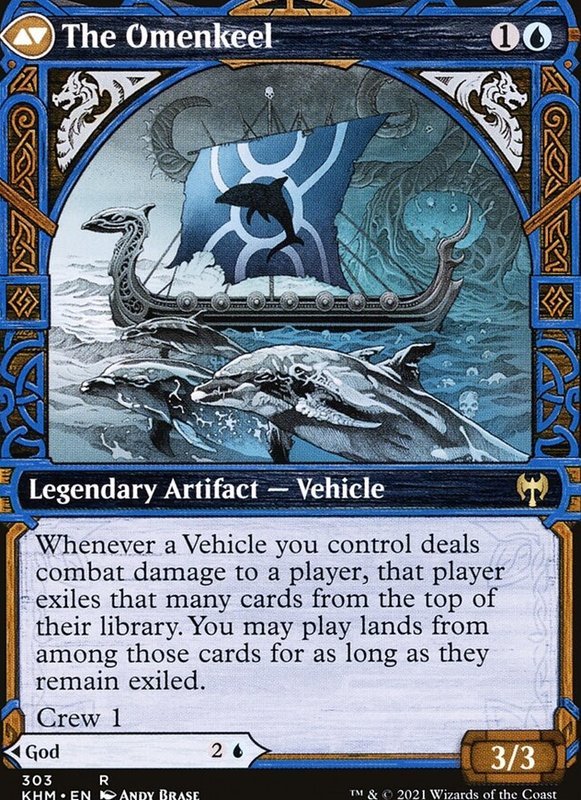 The Omenkeel 1
Legendary Artifact — Vehicle
Whenever a Vehicle you control deals
combat damage to a player, that player
exiles that many cards from the top of
their library. You may play lands from
among those cards for as long as they
remain exiled.
Crew 1
God 2
3/3
303 R
KHM • EN ANDY BRASE ™ & © 2021 Wizards of the Coast